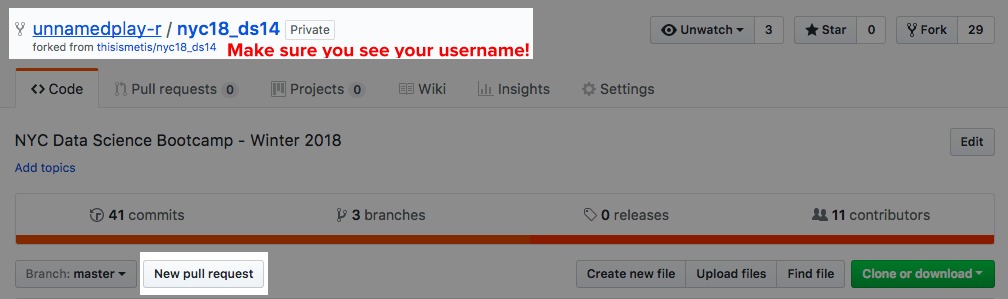 unnamedplay-r / nyc18_ds14 Private
forked from thisismetis/nyc18_ds14 Make sure you see your username!
Unwatch 3 Star 0 Fork 29
Code Pull requests 0 Projects 0 Wiki Insights Settings
NYC Data Science Bootcamp - Winter 2018
Edit
Add topics
41 commits 3 branches 0 releases 11 contributors
Branch: master New pull request Create new file Upload files Find file Clone or download